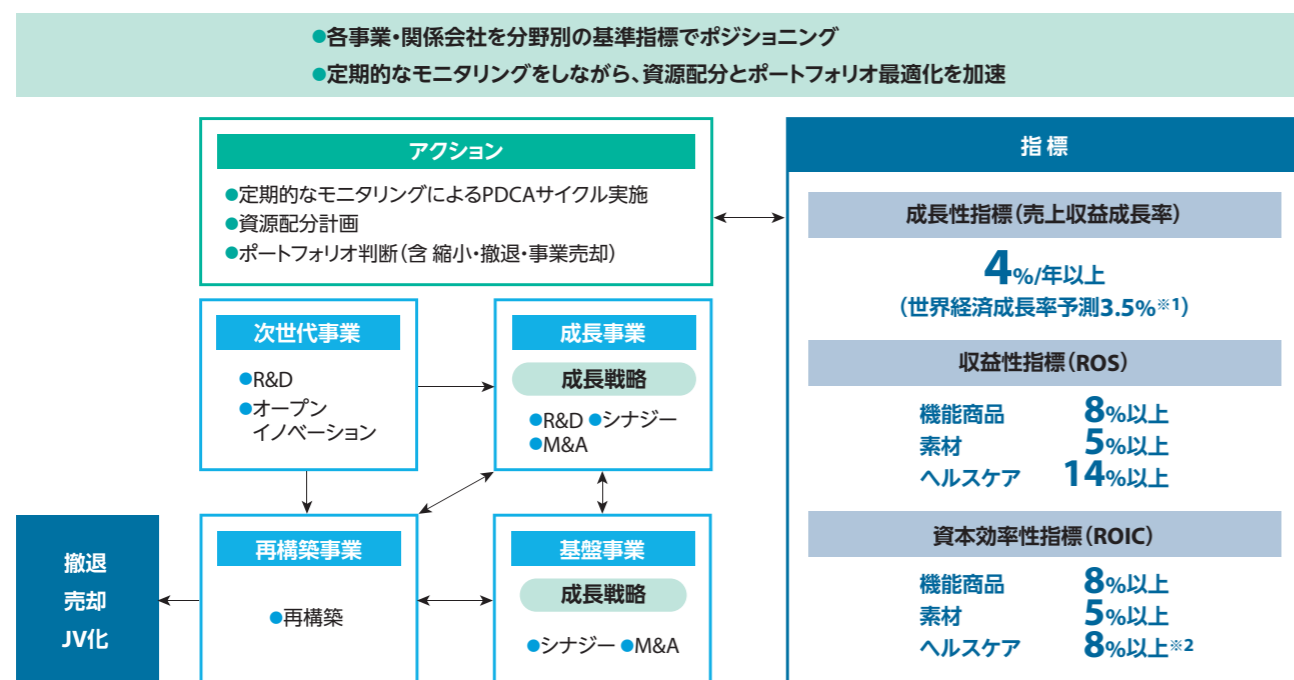 ●各事業・関係会社を分野別の基準指標でポジショニング
●定期的なモニタリングをしながら、資源配分とポートフォリオ最適化を加速
アクション
●定期的なモニタリングによるPDCAサイクル実施
●資源配分計画
●ポートフォリオ判断(含 縮小・撤退・事業売却)
次世代事業
●R&D
●オープン
イノベーション
成長事業
成長戦略
●R&D ●シナジー
●M&A
撤退
売却
JV化
再構築事業
●再構築
基盤事業
成長戦略
●シナジー ●M&A
指標
成長性指標(売上収益成長率)
4%/年以上
(世界経済成長率予測3.5%※1)
収益性指標(ROS)
機能商品 8%以上
素材 5%以上
ヘルスケア 14%以上
資本効率性指標(ROIC)
機能商品 8%以上
素材 5%以上
ヘルスケア 8%以上※2